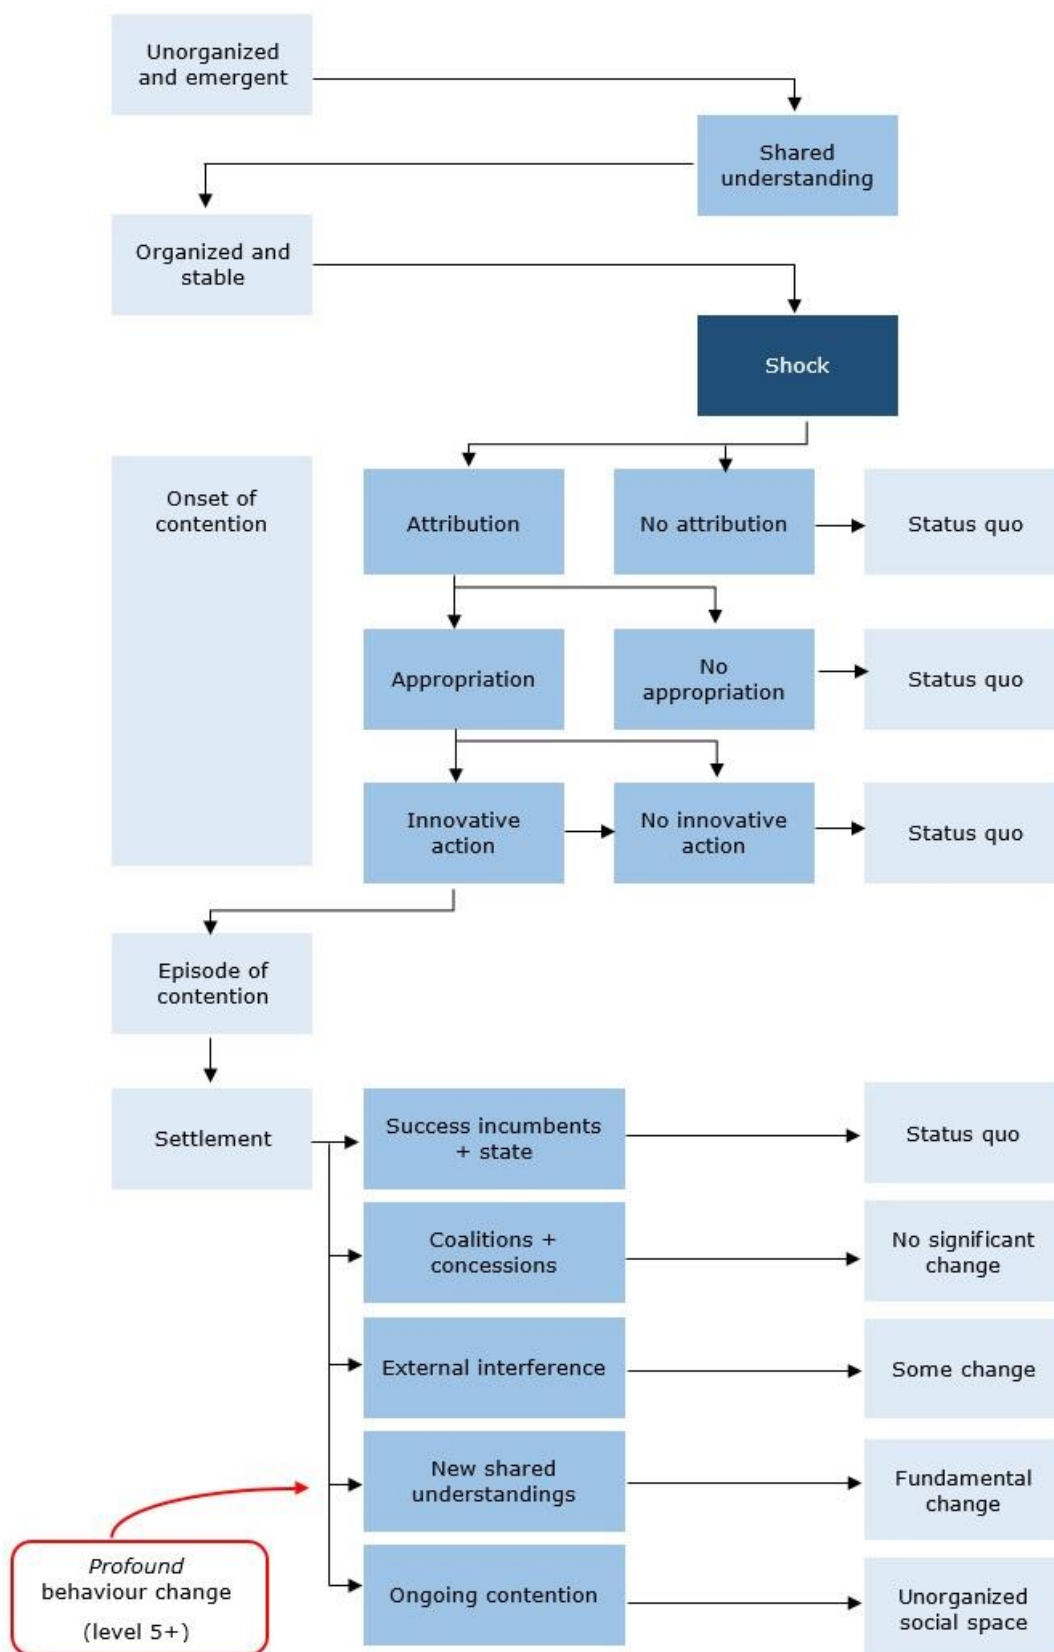 Unorganized
and emergent
Shared
understanding
Organized and
stable
Shock
Onset of
contention
Attribution
No attribution
Status quo
Appropriation
No
appropriation
Status quo
Innovative
action
No innovative
action
Status quo
Episode of
contention
Settlement
Success incumbents
+ state
Status quo
Coalitions +
concessions
No significant
change
External interference
Some change
New shared
understandings
Fundamental
change
Profound
behaviour change
(level 5+)
Ongoing contention
Unorganized
social space